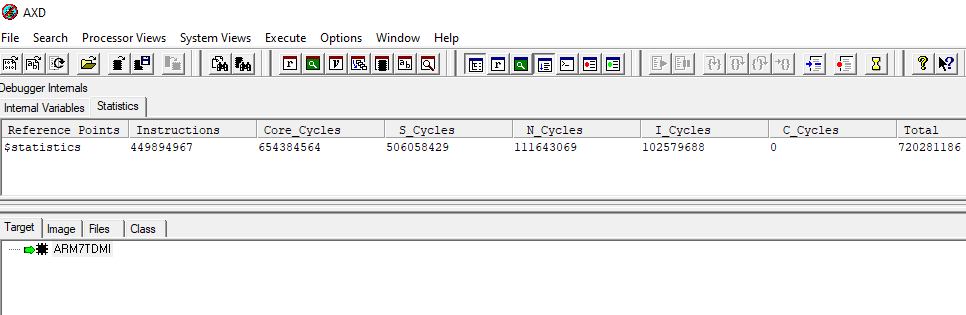 AXD
File Search Processor Views System Views Execute Options Window Help
Debugger Internals
Internal Variables Statistics
Reference Points Instructions Core_Cycles S_Cycles N_Cycles I_Cycles C_Cycles Total
$statistics 449894967 654384564 506058429 111643069 102579688 0 720281186
Target Image Files Class
ARM7TDMI